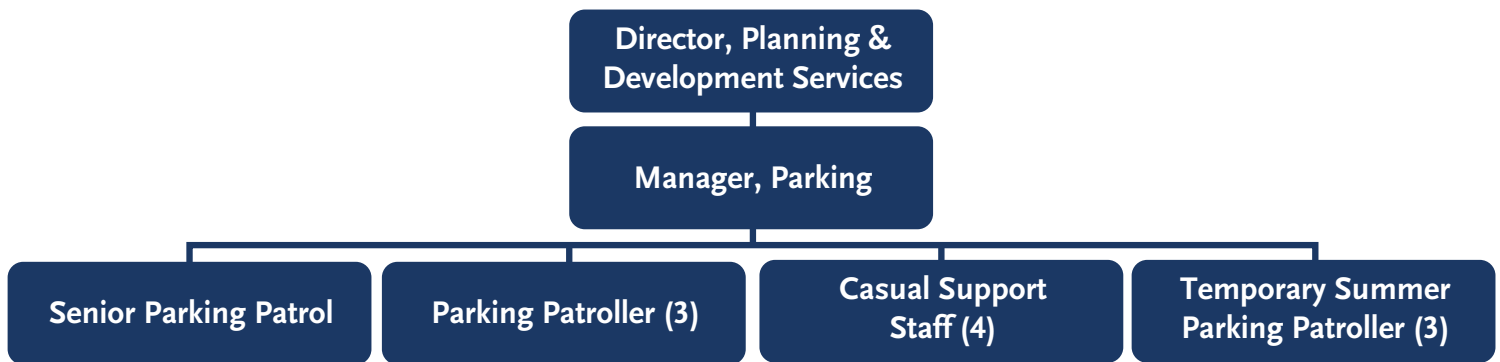 Director, Planning &
Development Services
Manager, Parking
Senior Parking Patrol
Parking Patroller (3)
Casual Support
Staff (4)
Temporary Summer
Parking Patroller (3)